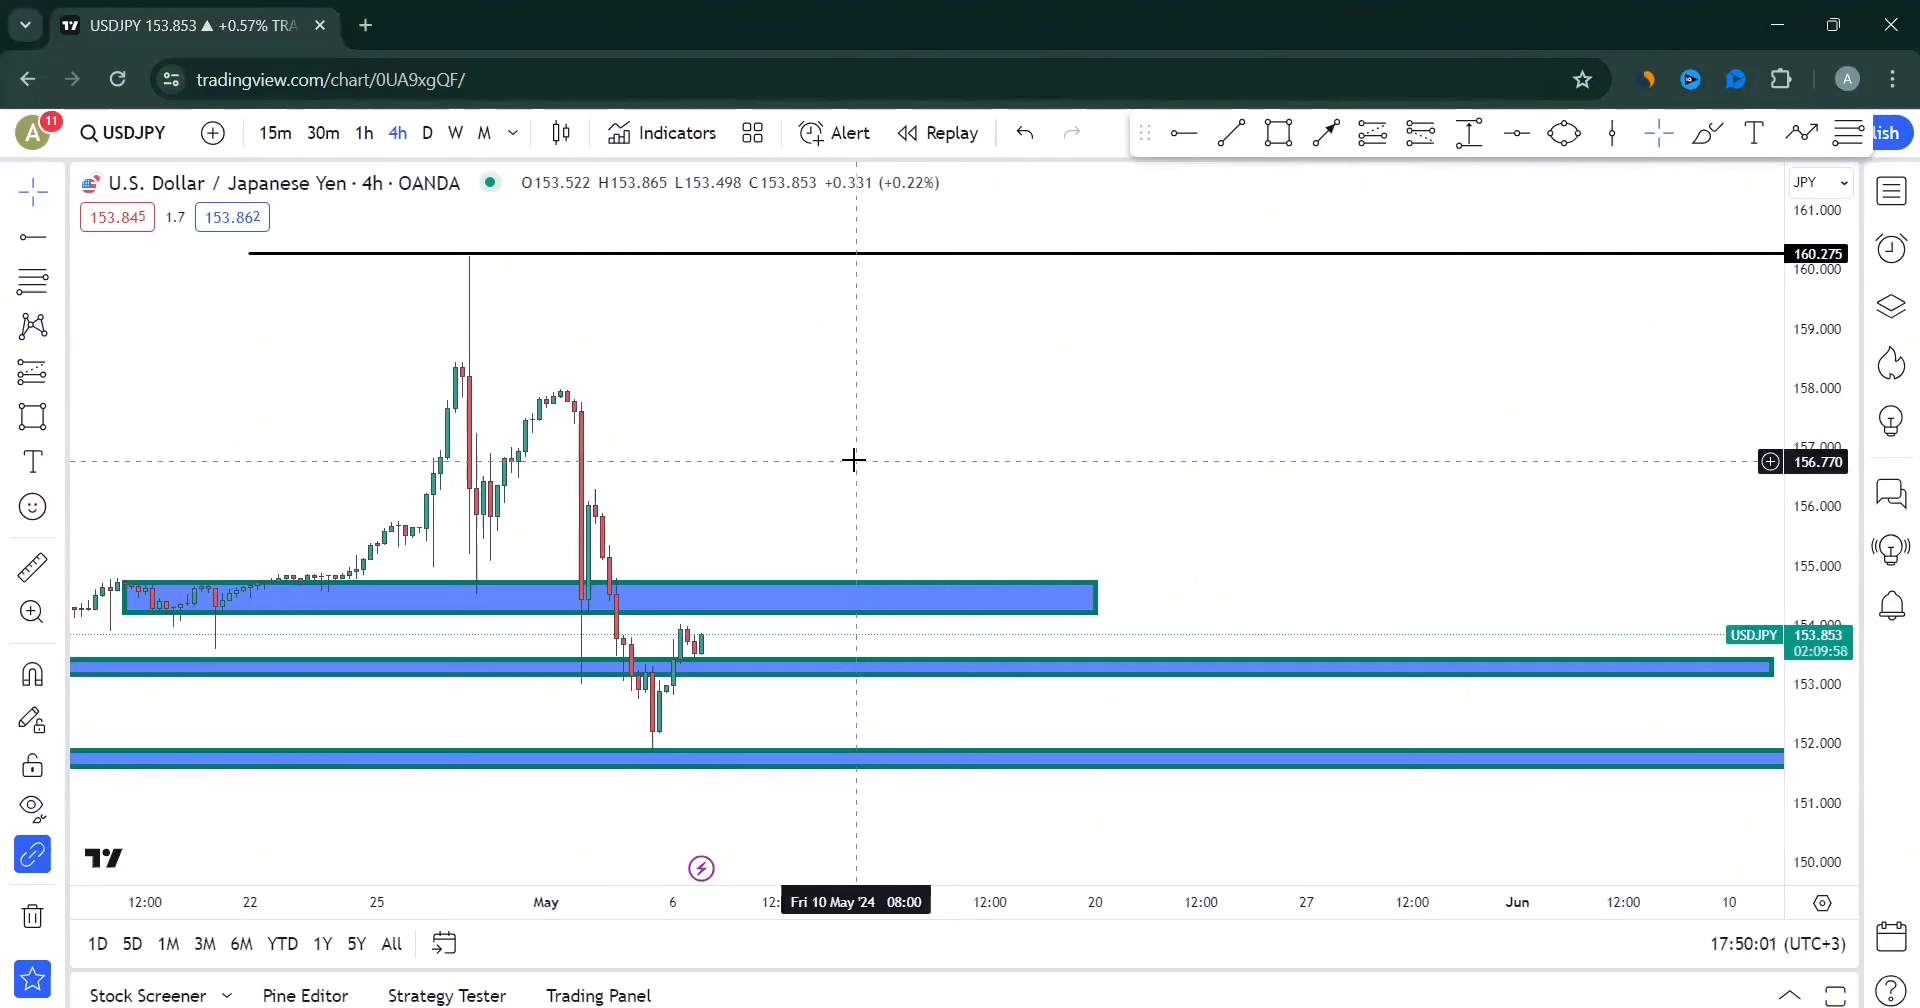 USDJPY 153.853 ▲ +0.57% TRA
tradingview.com/chart/0UA9xgQF/
A
A 11 USDJPY 15m 30m 1h 4h D W M Indicators Alert Replay T lish
U.S. Dollar / Japanese Yen · 4h · OANDA O153.522 H153.865 L153.498 C153.853 +0.331 (+0.22%)
JPY
153.845 1.7 153.862
161.000
160.275
160.000
159.000
158.000
157.000
156.770
156.000
155.000
154.000
USDJPY 153.853
02:09:58
153.000
152.000
151.000
150.000
12:00 22 25 May 6 12: Fri 10 May '24 08:00 12:00 20 12:00 27 12:00 Jun 12:00 10
1D 5D 1M 3M 6M YTD 1Y 5Y All 17:50:01 (UTC+3)
Stock Screener Pine Editor Strategy Tester Trading Panel